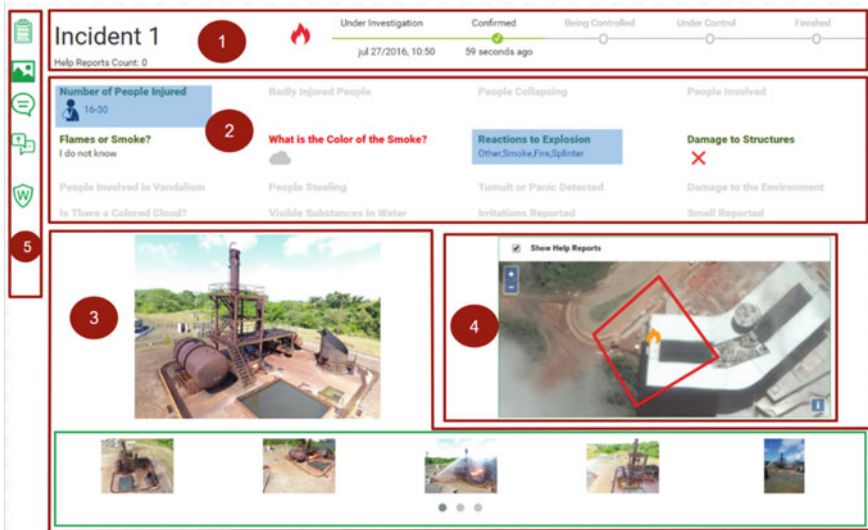 Incident 1
Help Reports Count: 0
1
Under Investigation
Confirmed
Being Controlled
Under Control
Finished
jul 27/2016, 10:50
59 seconds ago
Number of People Injured
16-30
Badly Injured People
People Collapsing
People Involved
2
Flames or Smoke?
I do not know
What is the Color of the Smoke?
Reactions to Explosion
Other,Smoke,Fire,Splinter
Damage to Structures
People Involved in Vandalism
People Stealing
Tumult or Panic Detected
Damage to the Environment
Is There a Colored Cloud?
Visible Substances in Water
Irritations Reported
Smell Reported
W
5
3
4
Show Help Reports
+
−
i